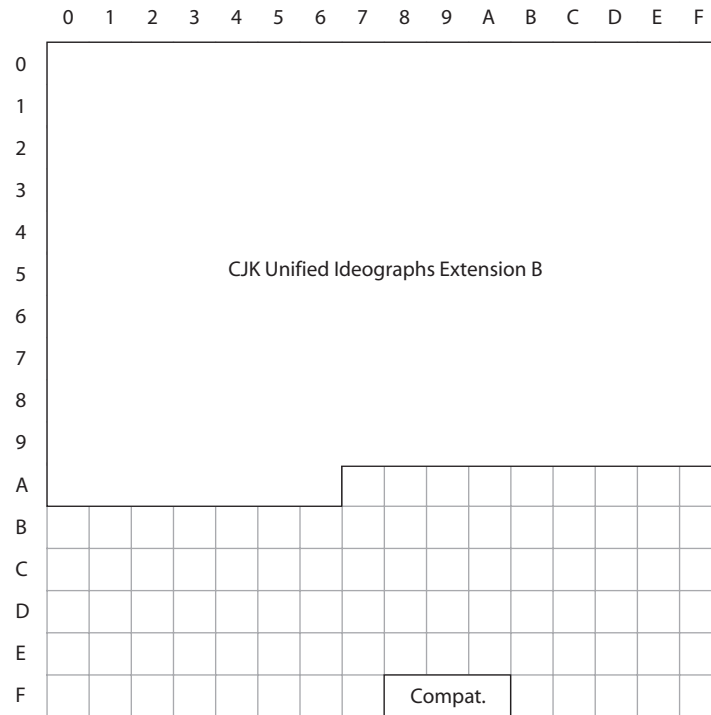 0 1 2 3 4 5 6 7 8 9 A B C D E F
0
1
2
3
4
CJK Unified Ideographs Extension B
5
6
7
8
9
A
B
C
D
E
F
Compat.